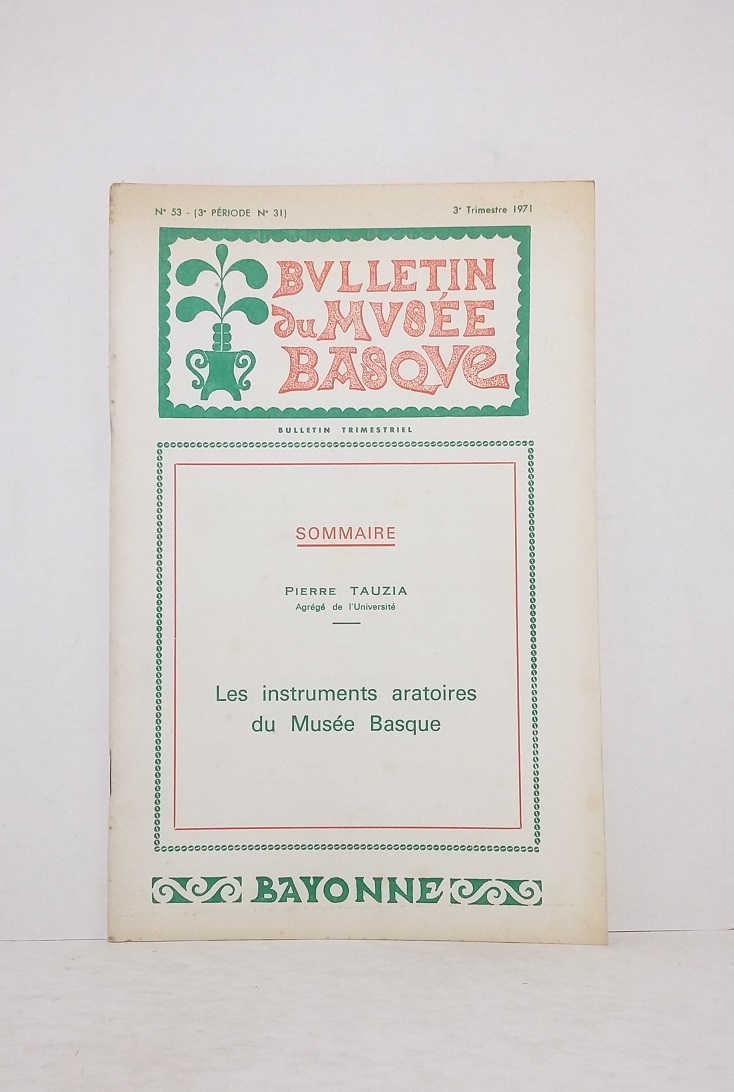 N° 53 - (3e PÉRIODE N° 31)
3e Trimestre 1971
BVLLETIN
du MVSÉE
BASQVE
BULLETIN TRIMESTRIEL
SOMMAIRE
PIERRE TAUZIA
Agrégé de l'Université
Les instruments aratoires
du Musée Basque
BAYONNE